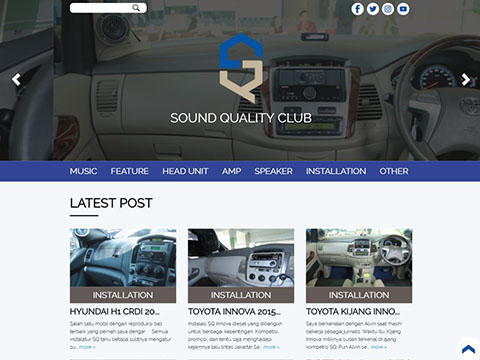 SOUND QUALITY CLUB
MUSIC FEATURE HEAD UNIT AMP SPEAKER INSTALLATION OTHER
LATEST POST
INSTALLATION
HYUNDAI H1 CRDI 20...
Salah satu mobil dengan reproduksi bas
terhebat yang pernah saya dengar Semua
instalatur SQ tahu betapa sulitnya mengatur
su... more »
INSTALLATION
TOYOTA INNOVA 2015...
Instalasi SQ Innova diesel yang dibangun
untuk berbagai kepentingan. Kompetisi,
promosi, dan tentu saja menghadapi
kejamnya lalu lintas Jakarta! Sa... more »
INSTALLATION
TOYOTA KIJANG INNO...
Saya berkenalan dengan Alvin saat masih
bekerja sebagai jurnalis. Waktu itu, Kijang
Innova miliknya sudah terkenal di ajang
kompetisi SQ. Pun Alvin se... more »